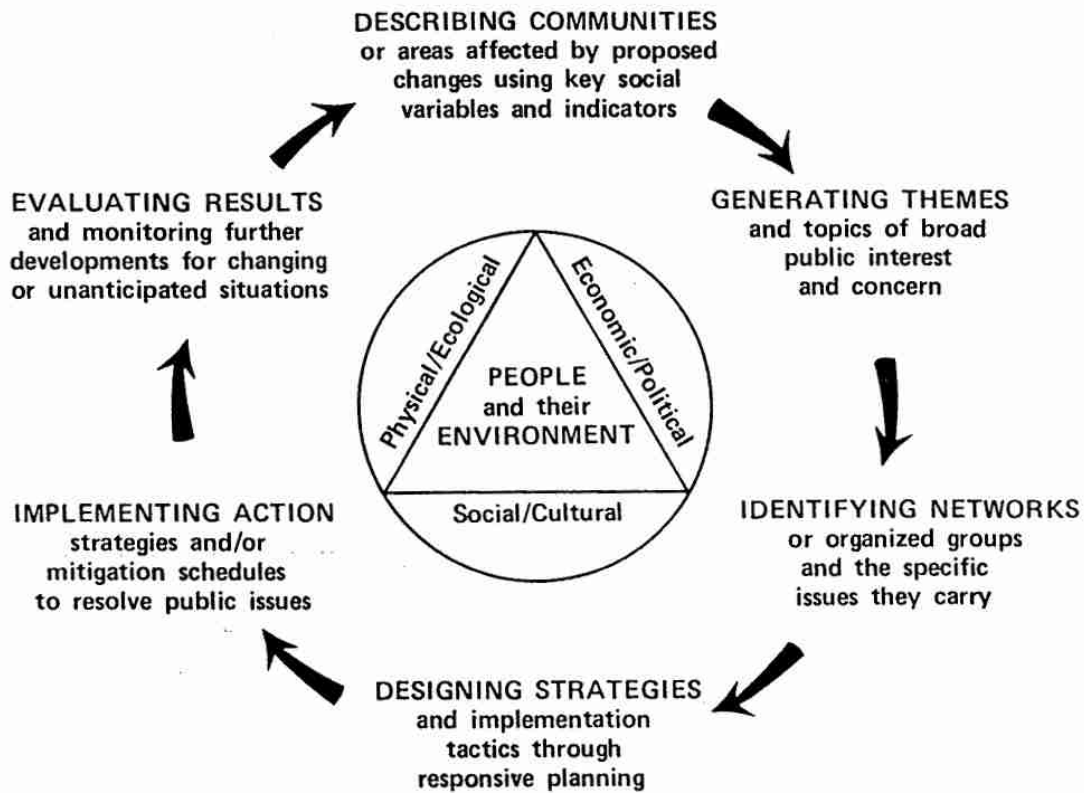 DESCRIBING COMMUNITIES
or areas affected by proposed
changes using key social
variables and indicators
GENERATING THEMES
and topics of broad
public interest
and concern
IDENTIFYING NETWORKS
or organized groups
and the specific
issues they carry
DESIGNING STRATEGIES
and implementation
tactics through
responsive planning
IMPLEMENTING ACTION
strategies and/or
mitigation schedules
to resolve public issues
EVALUATING RESULTS
and monitoring further
developments for changing
or unanticipated situations
Physical/Ecological
Economic/Political
Social/Cultural
PEOPLE
and their
ENVIRONMENT